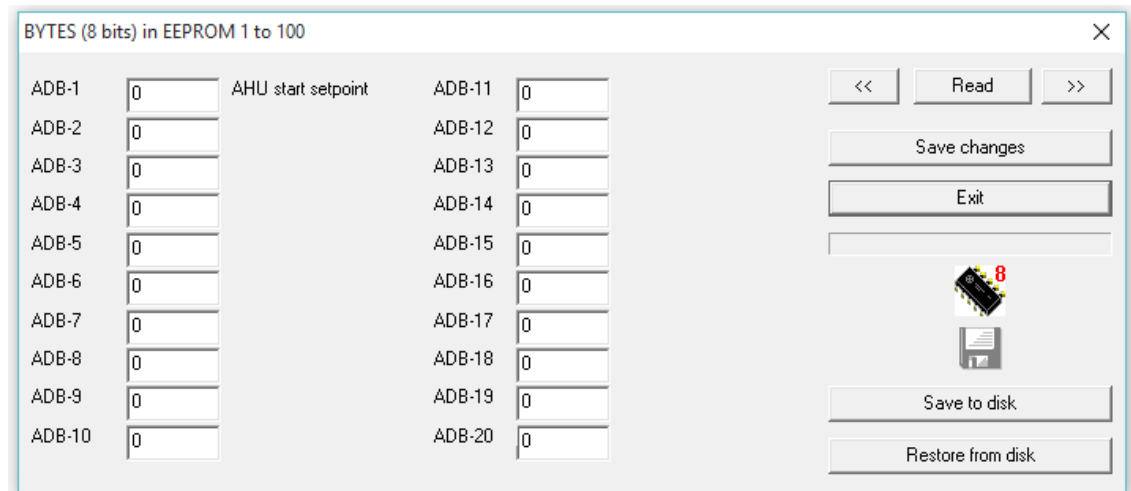 BYTES (8 bits) in EEPROM 1 to 100
ADB-1 0 AHU start setpoint ADB-11 0 << Read >>
ADB-2 0 ADB-12 0
Save changes
ADB-3 0 ADB-13 0
ADB-4 0 ADB-14 0 Exit
ADB-5 0 ADB-15 0
ADB-6 0 ADB-16 0 8
ADB-7 0 ADB-17 0
ADB-8 0 ADB-18 0
ADB-9 0 ADB-19 0 Save to disk
ADB-10 0 ADB-20 0
Restore from disk